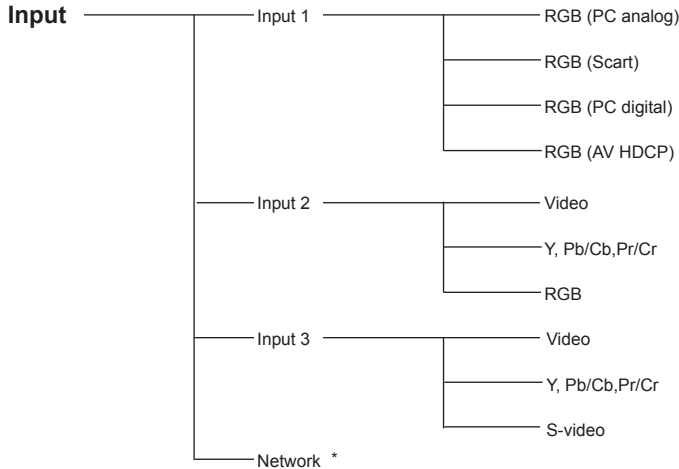 Input
Input 1
RGB (PC analog)
RGB (Scart)
RGB (PC digital)
RGB (AV HDCP)
Input 2
Video
Y, Pb/Cb,Pr/Cr
RGB
Input 3
Video
Y, Pb/Cb,Pr/Cr
S-video
Network *